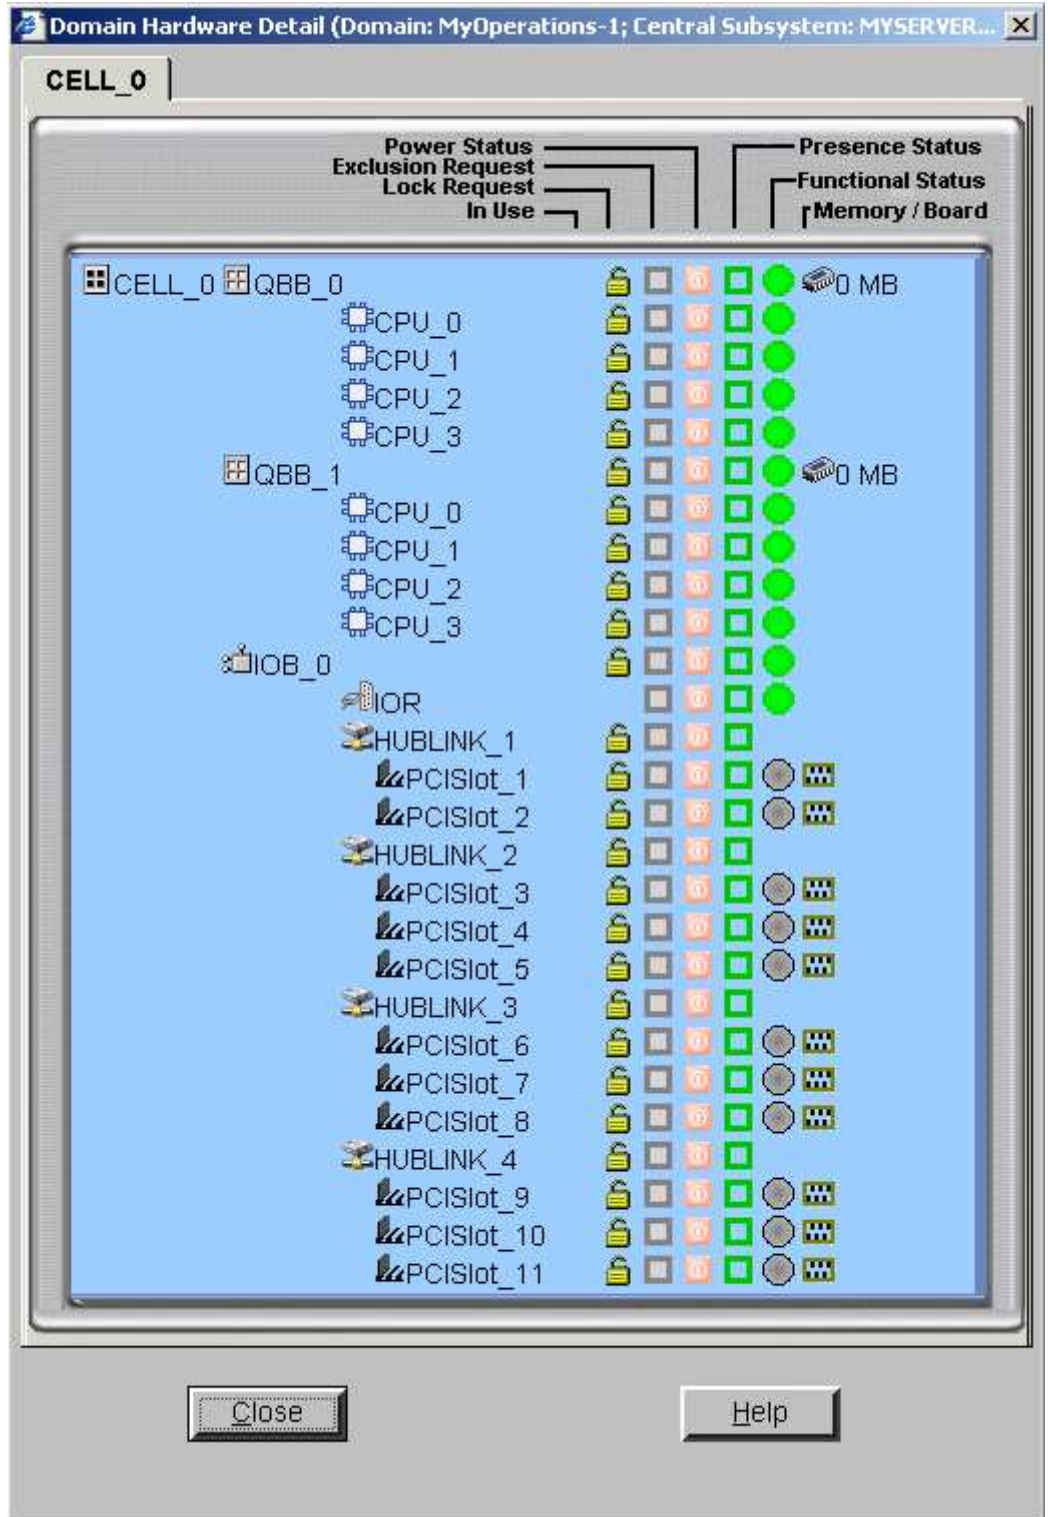 Domain Hardware Detail (Domain: MyOperations-1; Central Subsystem: MYSERVER...
CELL_0
Power Status
Presence Status
Exclusion Request
Functional Status
Lock Request
In Use
Memory / Board
CELL_0 QBB_0 0 MB
CPU_0
CPU_1
CPU_2
CPU_3
QBB_1 0 MB
CPU_0
CPU_1
CPU_2
CPU_3
IOB_0
IOR
HUBLINK_1
PCISlot_1
PCISlot_2
HUBLINK_2
PCISlot_3
PCISlot_4
PCISlot_5
HUBLINK_3
PCISlot_6
PCISlot_7
PCISlot_8
HUBLINK_4
PCISlot_9
PCISlot_10
PCISlot_11
Close Help